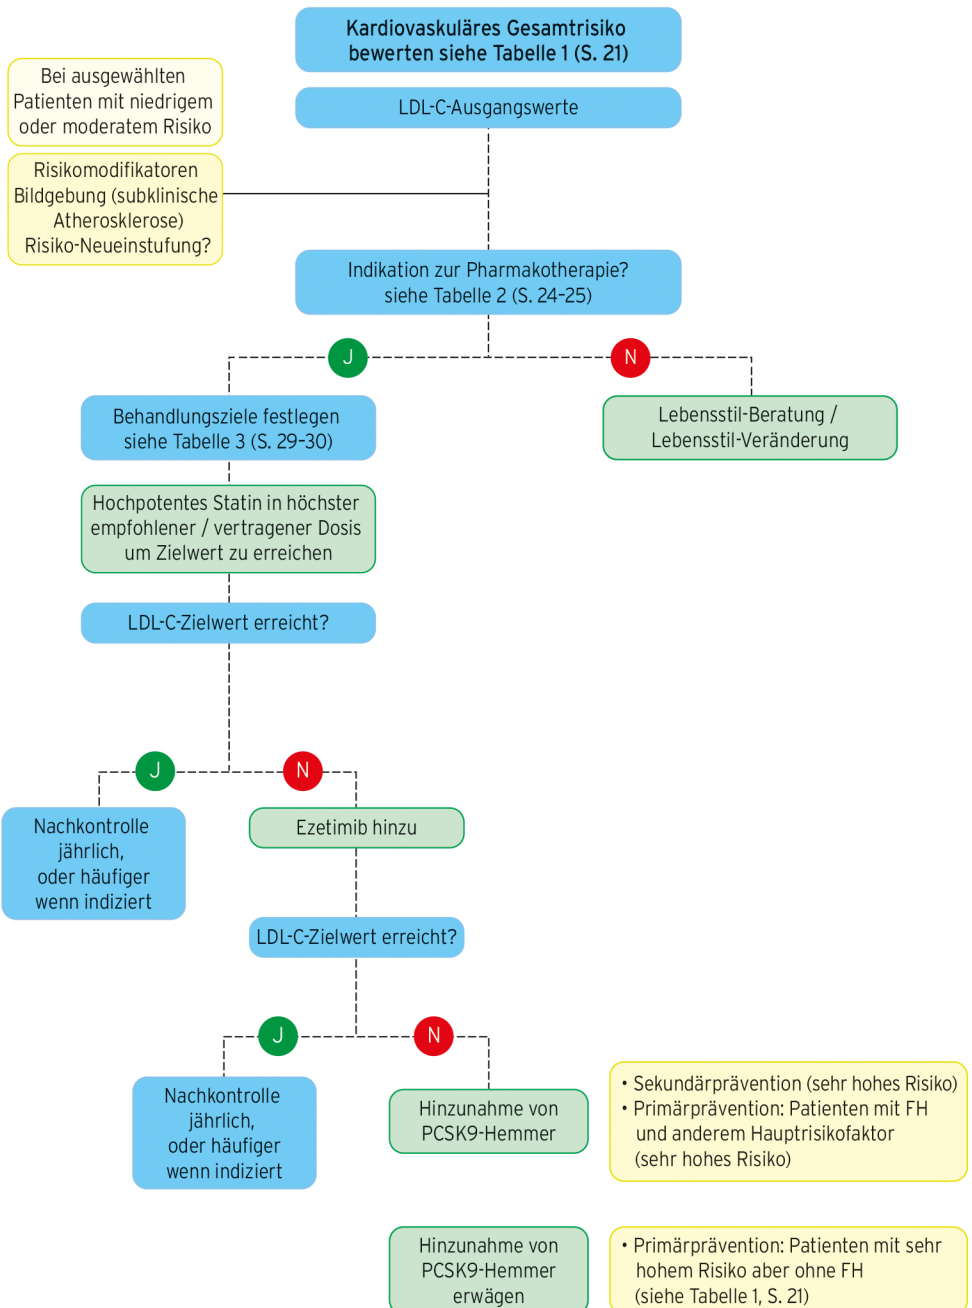 Kardiovaskuläres Gesamtrisiko
bewerten siehe Tabelle 1 (S. 21)
Bei ausgewählten
Patienten mit niedrigem
oder moderatem Risiko
LDL-C-Ausgangswerte
Risikomodifikatoren
Bildgebung (subklinische
Atherosklerose)
Risiko-Neueinstufung?
Indikation zur Pharmakotherapie?
siehe Tabelle 2 (S. 24–25)
J
N
Behandlungsziele festlegen
siehe Tabelle 3 (S. 29–30)
Lebensstil-Beratung /
Lebensstil-Veränderung
Hochpotentes Statin in höchster
empfohlener / vertragener Dosis
um Zielwert zu erreichen
LDL-C-Zielwert erreicht?
J
N
Nachkontrolle
jährlich,
oder häufiger
wenn indiziert
Ezetimib hinzu
LDL-C-Zielwert erreicht?
J
N
Nachkontrolle
jährlich,
oder häufiger
wenn indiziert
Hinzunahme von
PCSK9-Hemmer
• Sekundärprävention (sehr hohes Risiko)
• Primärprävention: Patienten mit FH
und anderem Hauptrisikofaktor
(sehr hohes Risiko)
Hinzunahme von
PCSK9-Hemmer
erwägen
• Primärprävention: Patienten mit sehr
hohem Risiko aber ohne FH
(siehe Tabelle 1, S. 21)